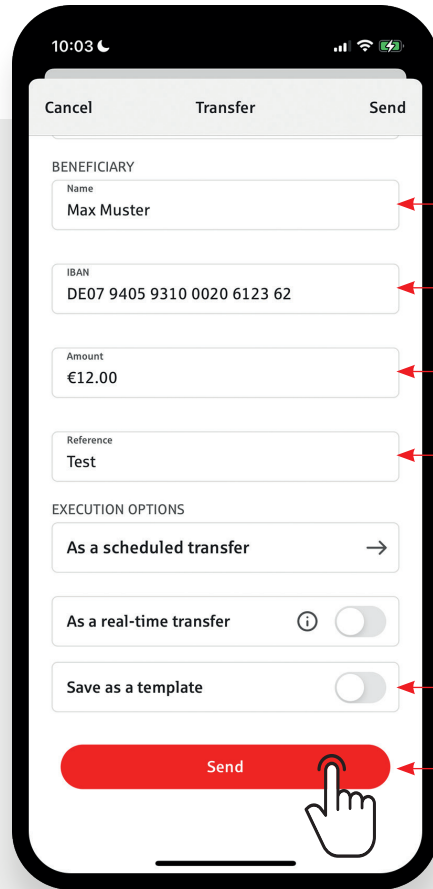 10:03
Cancel Transfer Send
BENEFICIARY
Name
Max Muster
IBAN
DE07 9405 9310 0020 6123 62
Amount
€12.00
Reference
Test
EXECUTION OPTIONS
As a scheduled transfer
As a real-time transfer
Save as a template
Send